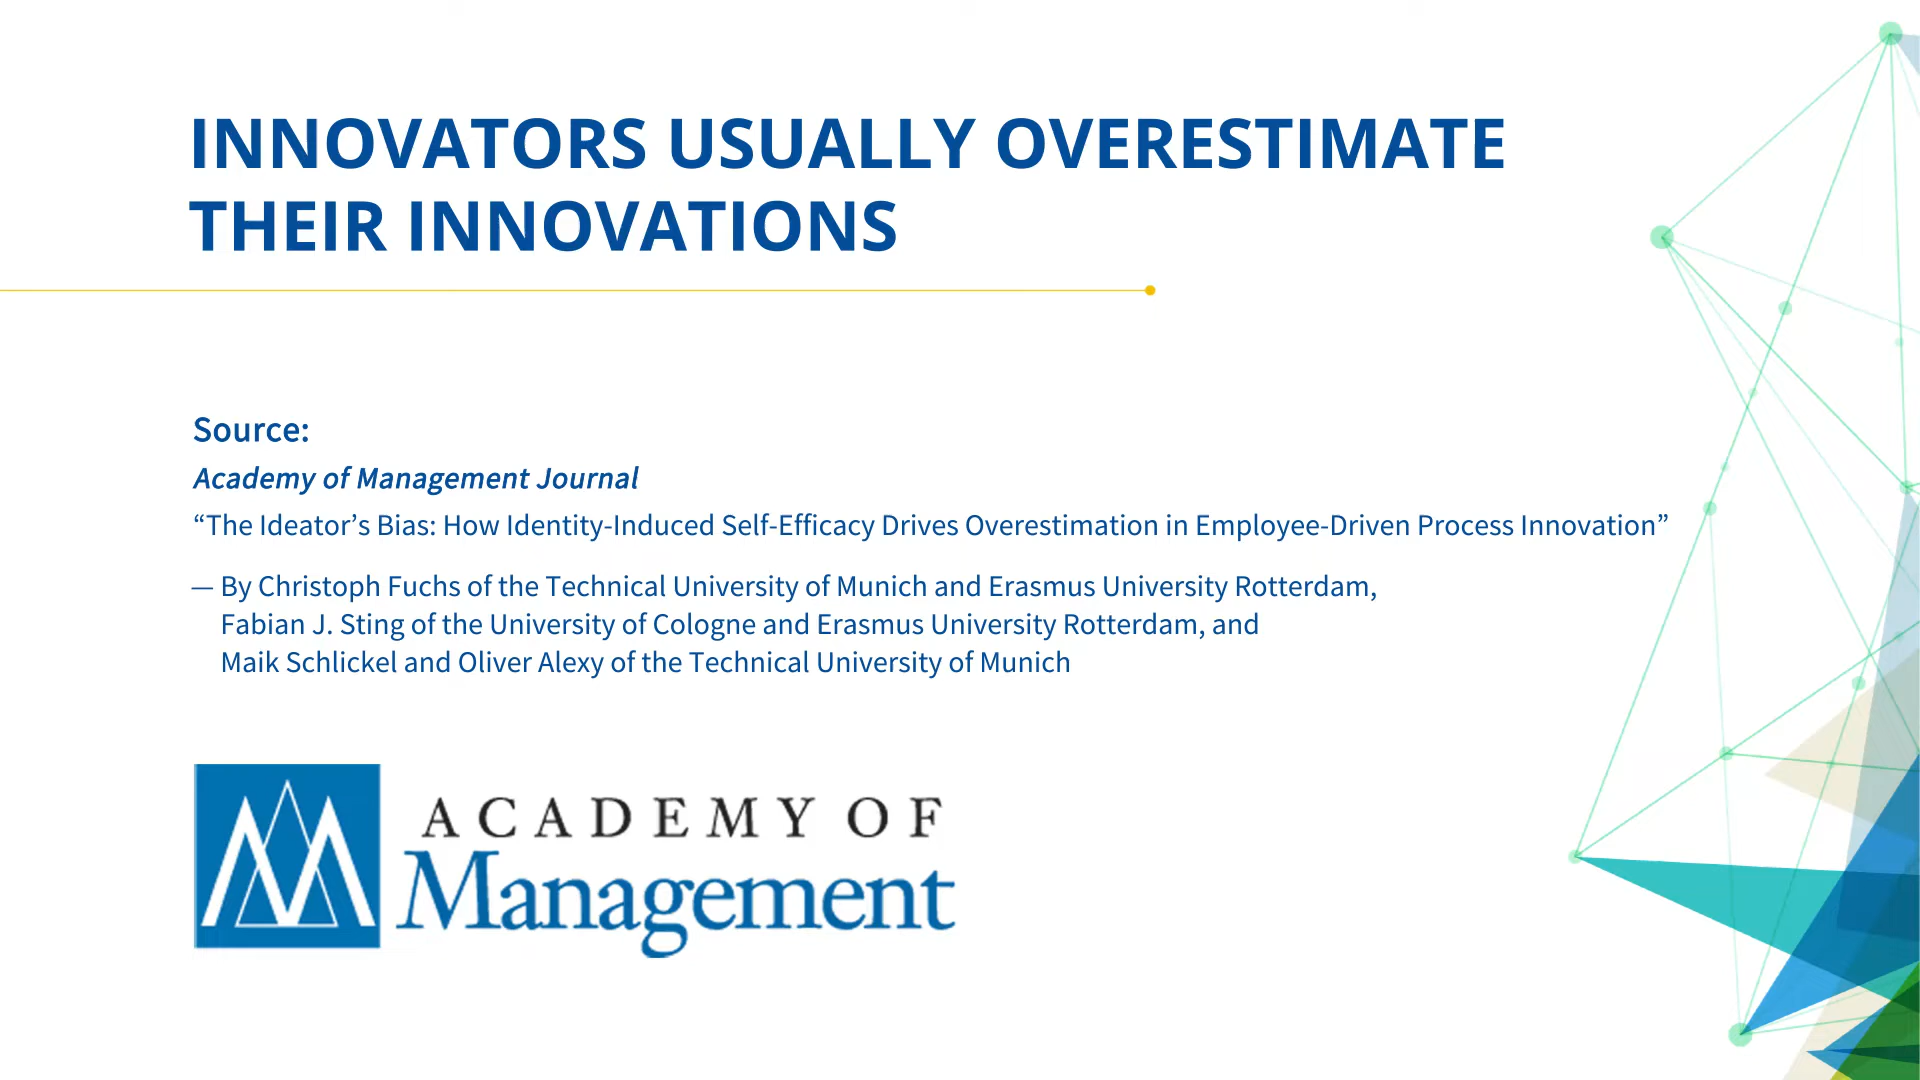 INNOVATORS USUALLY OVERESTIMATE
THEIR INNOVATIONS
Source:
Academy of Management Journal
“The Ideator’s Bias: How Identity-Induced Self-Efficacy Drives Overestimation in Employee-Driven Process Innovation”
— By Christoph Fuchs of the Technical University of Munich and Erasmus University Rotterdam,
Fabian J. Sting of the University of Cologne and Erasmus University Rotterdam, and
Maik Schlickel and Oliver Alexy of the Technical University of Munich
ACADEMY OF
Management